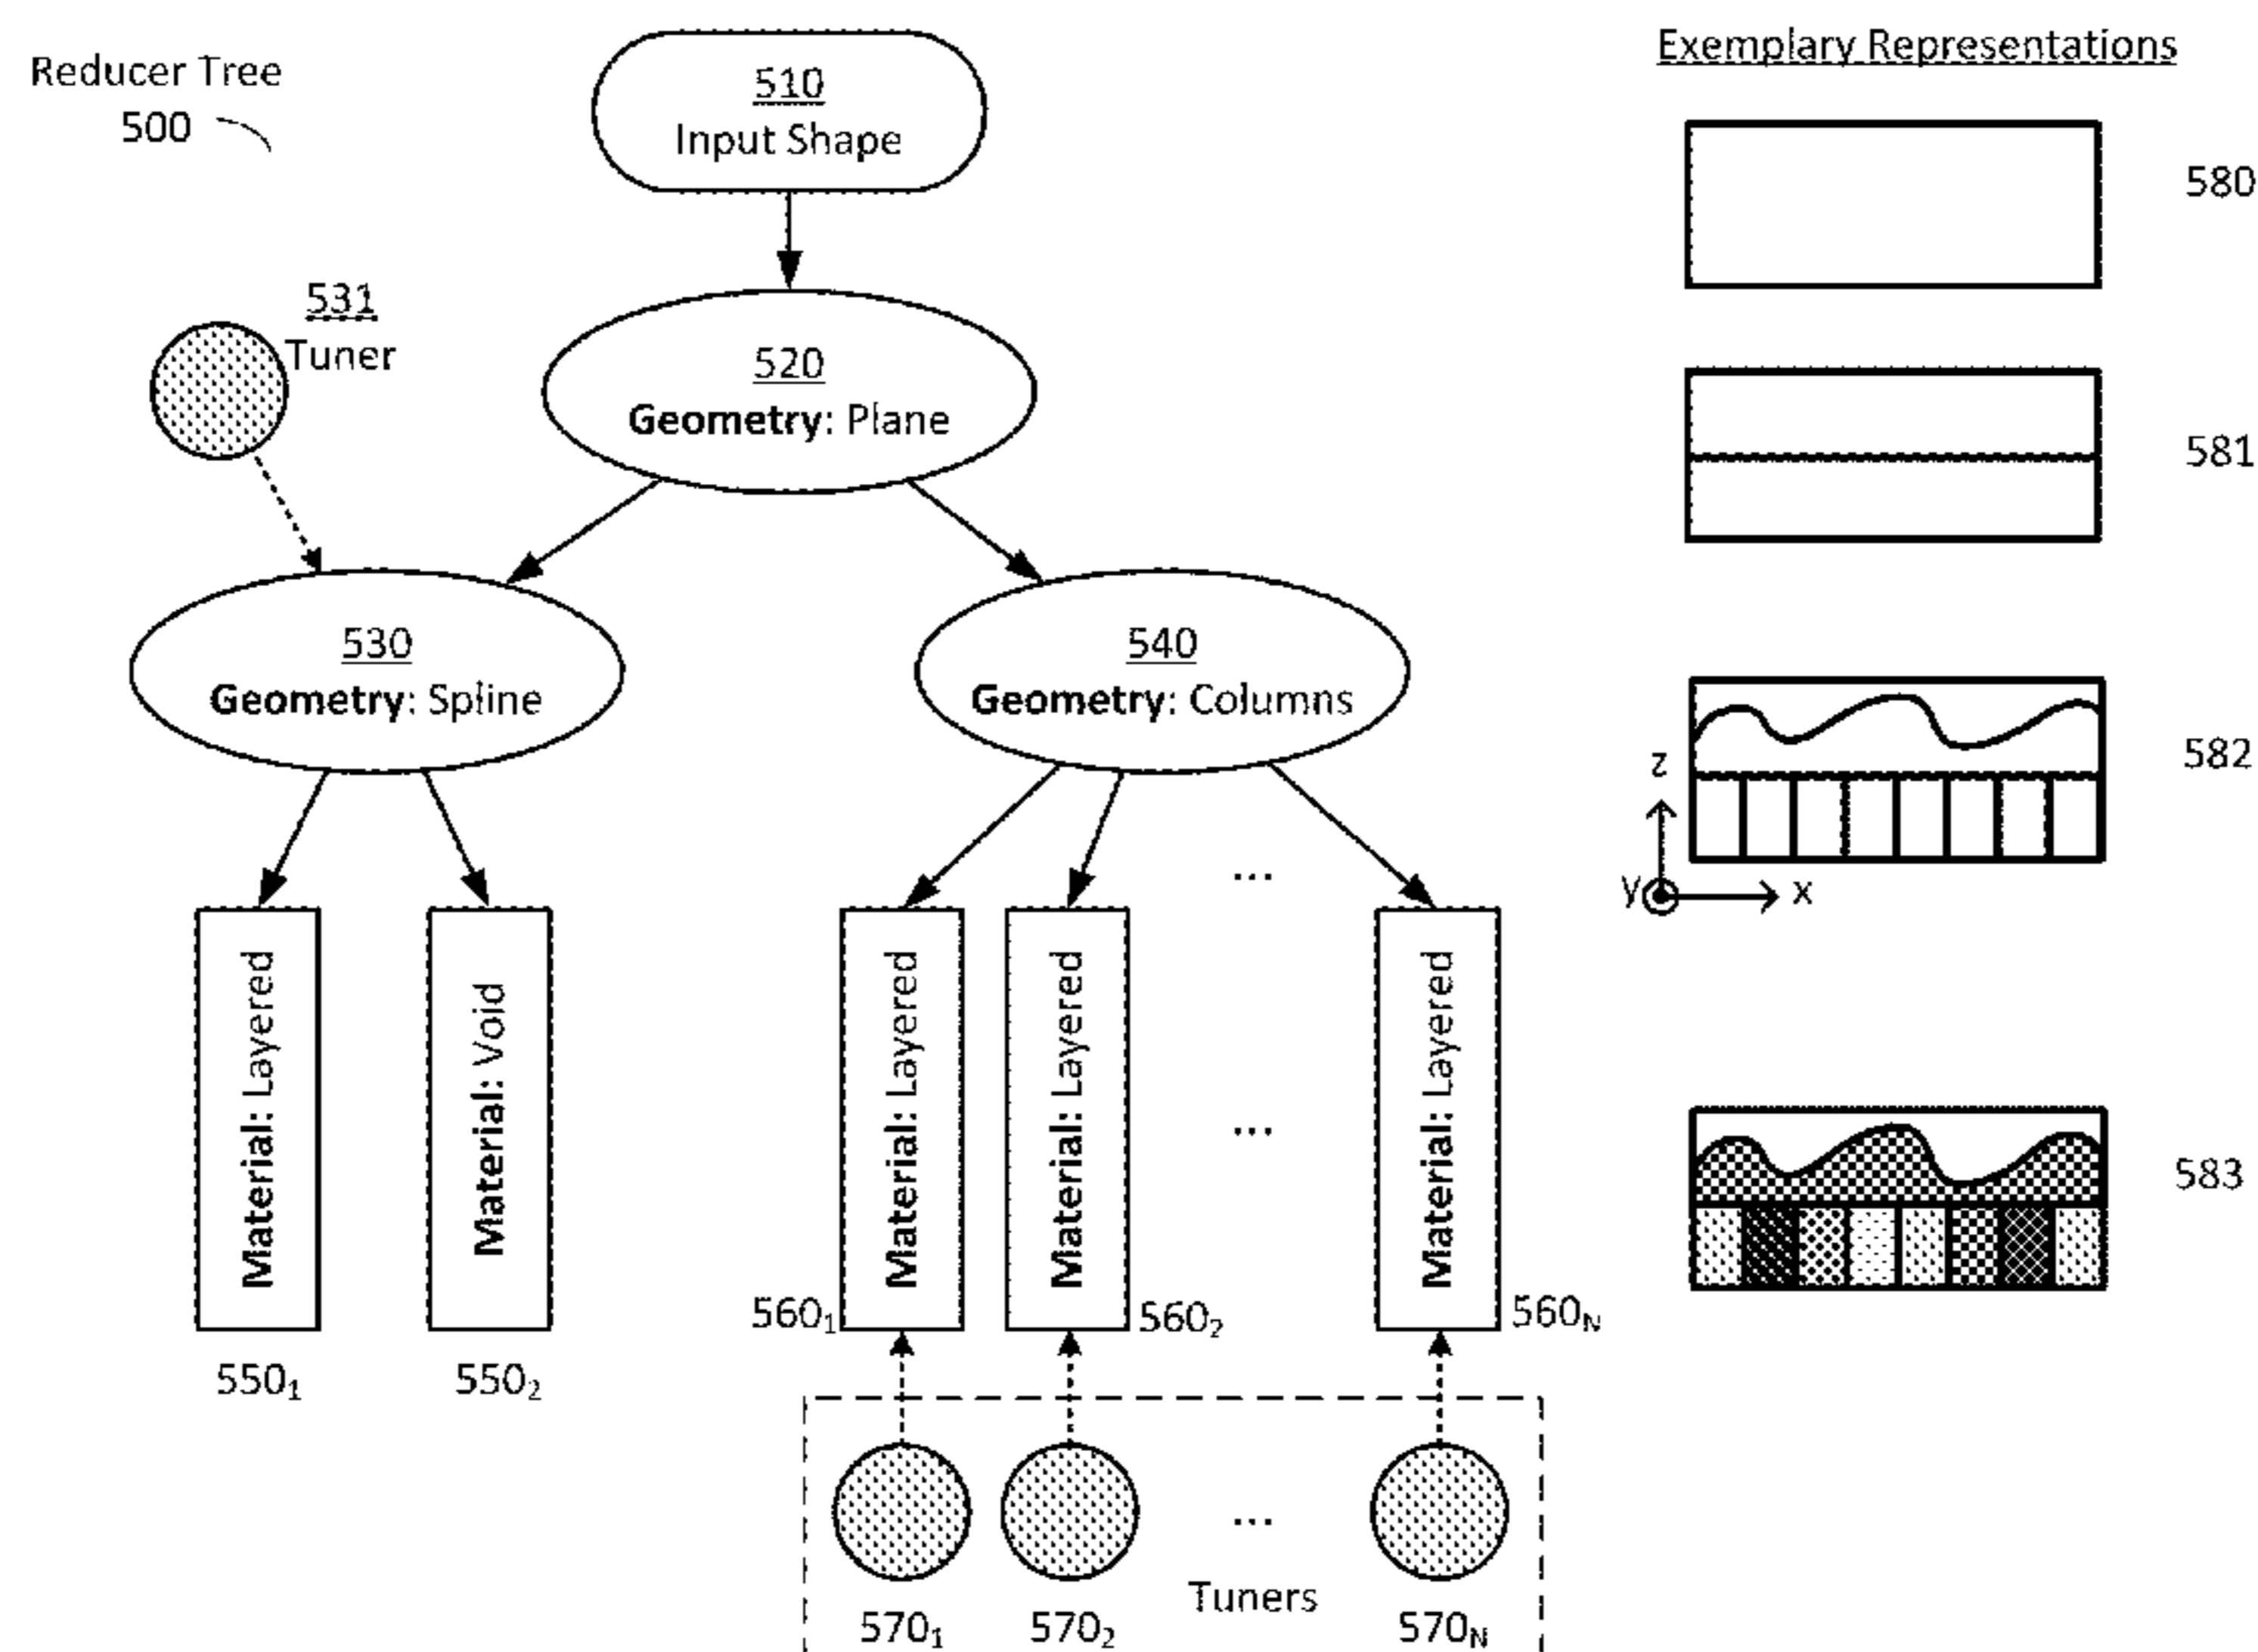 Reducer Tree
500
510
Input Shape
Exemplary Representations
580
531
Tuner
520
Geometry: Plane
581
530
Geometry: Spline
540
Geometry: Columns
582
z
y
x
...
Material: Layered
Material: Void
Material: Layered
Material: Layered
...
Material: Layered
583
550₁
550₂
560₁
560₂
560_N
...
Tuners
570₁
570₂
570_N